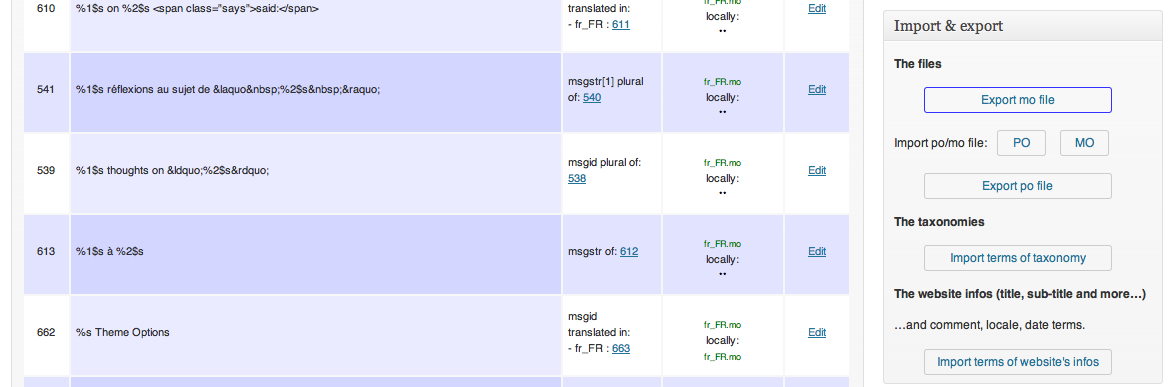 610
%1$s on %2$s <span class="says">said:</span>
translated in:
- fr_FR : 611
fr_FR.mo
locally:
••
Edit
541
%1$s réflexions au sujet de &laquo&nbsp;%2$s&nbsp;&raquo;
msgstr[1] plural
of: 540
fr_FR.mo
locally:
••
Edit
539
%1$s thoughts on &ldquo;%2$s&rdquo;
msgid plural of:
538
fr_FR.mo
locally:
••
Edit
613
%1$s à %2$s
msgstr of: 612
fr_FR.mo
locally:
••
Edit
662
%s Theme Options
msgid
translated in:
- fr_FR : 663
fr_FR.mo
locally:
fr_FR.mo
Edit
Import & export
The files
Export mo file
Import po/mo file: PO MO
Export po file
The taxonomies
Import terms of taxonomy
The website infos (title, sub-title and more…)
…and comment, locale, date terms.
Import terms of website's infos